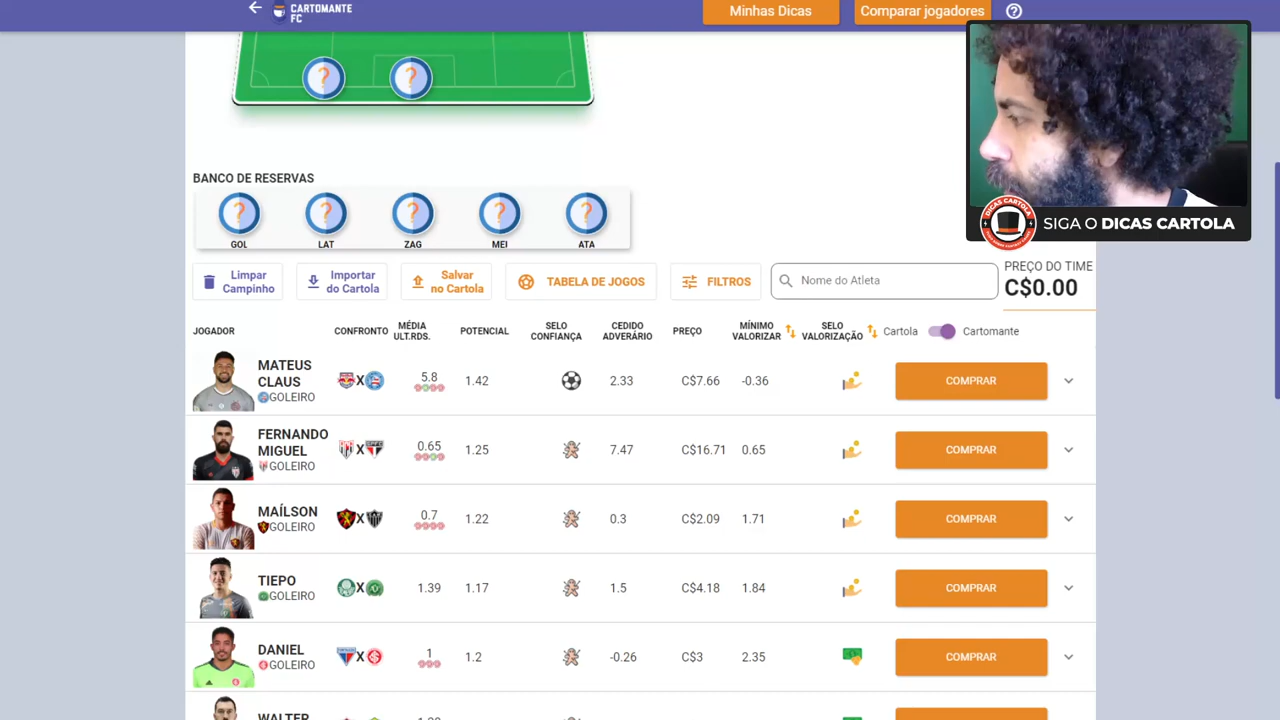 CARTOMANTE
FC
Minhas Dicas
Comparar jogadores
?
? ?
DICAS CARTOLA
SIGA O DICAS CARTOLA
BANCO DE RESERVAS
? ? ? ? ?
GOL LAT ZAG MEI ATA
Limpar
Campinho
Importar
do Cartola
Salvar
no Cartola
TABELA DE JOGOS
FILTROS
Nome do Atleta
PREÇO DO TIME
C$0.00
JOGADOR
CONFRONTO
MÉDIA
ULT.RDS.
POTENCIAL
SELO
CONFIANÇA
CEDIDO
ADVERÁRIO
PREÇO
MÍNIMO
VALORIZAR
SELO
VALORIZAÇÃO
Cartola
Cartomante
MATEUS
CLAUS
GOLEIRO
X
5.8
1.42
2.33
C$7.66
-0.36
COMPRAR
FERNANDO
MIGUEL
GOLEIRO
X
0.65
1.25
7.47
C$16.71
0.65
COMPRAR
MAÍLSON
GOLEIRO
X
0.7
1.22
0.3
C$2.09
1.71
COMPRAR
TIEPO
GOLEIRO
X
1.39
1.17
1.5
C$4.18
1.84
COMPRAR
DANIEL
GOLEIRO
X
1
1.2
-0.26
C$3
2.35
COMPRAR
WALTER